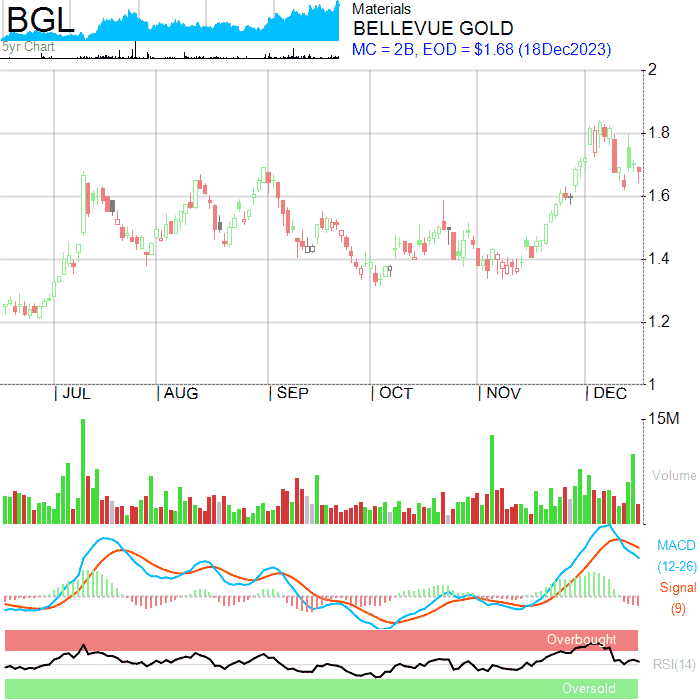 BGL
5yr Chart
Materials
BELLEVUE GOLD
MC = 2B, EOD = $1.68 (18Dec2023)
2
1.8
1.6
1.4
1.2
1
JUL AUG SEP OCT NOV DEC
15M
Volume
MACD
(12-26)
Signal
(9)
Overbought
RSI(14)
Oversold